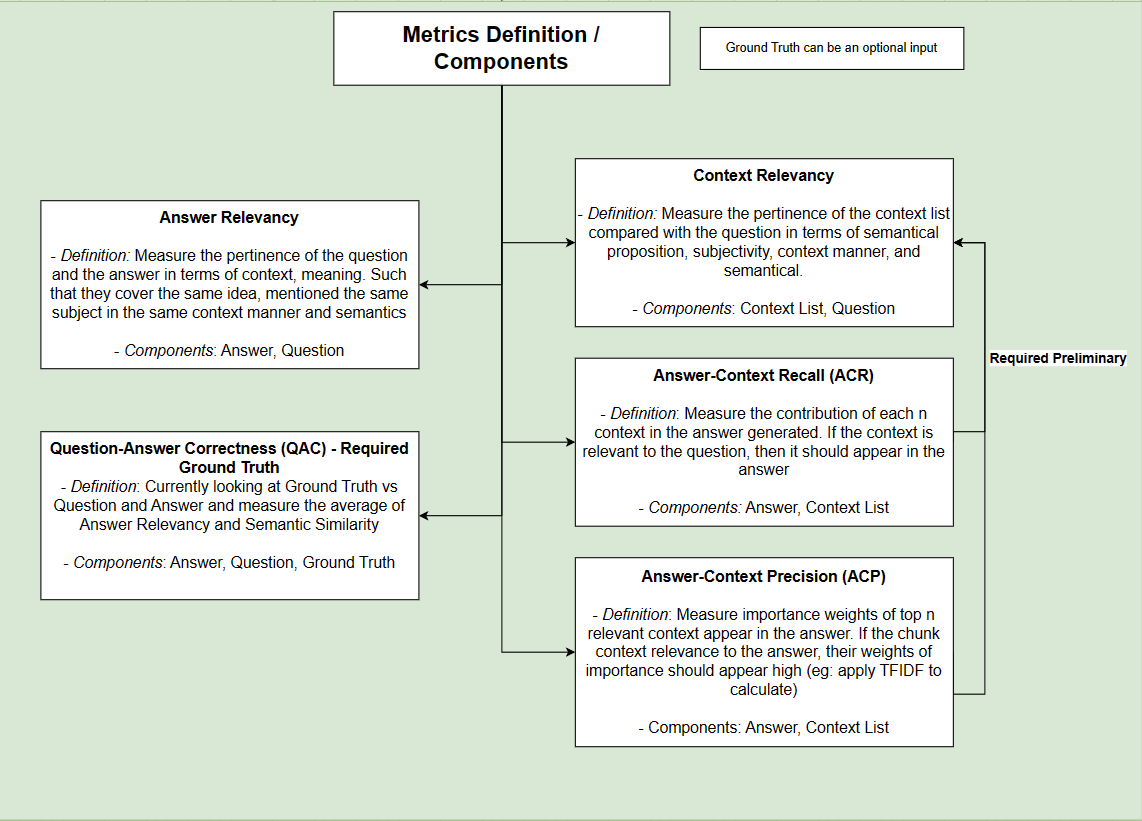 Metrics Definition /
Components
Ground Truth can be an optional input
Context Relevancy
- Definition: Measure the pertinence of the context list
compared with the question in terms of semantical
proposition, subjectivity, context manner, and
semantical.
- Components: Context List, Question
Answer Relevancy
- Definition: Measure the pertinence of the question
and the answer in terms of context, meaning. Such
that they cover the same idea, mentioned the same
subject in the same context manner and semantics
- Components: Answer, Question
Required Preliminary
Answer-Context Recall (ACR)
- Definition: Measure the contribution of each n
context in the answer generated. If the context is
relevant to the question, then it should appear in the
answer
- Components: Answer, Context List
Question-Answer Correctness (QAC) - Required
Ground Truth
- Definition: Currently looking at Ground Truth vs
Question and Answer and measure the average of
Answer Relevancy and Semantic Similarity
- Components: Answer, Question, Ground Truth
Answer-Context Precision (ACP)
- Definition: Measure importance weights of top n
relevant context appear in the answer. If the chunk
context relevance to the answer, their weights of
importance should appear high (eg: apply TFIDF to
calculate)
- Components: Answer, Context List